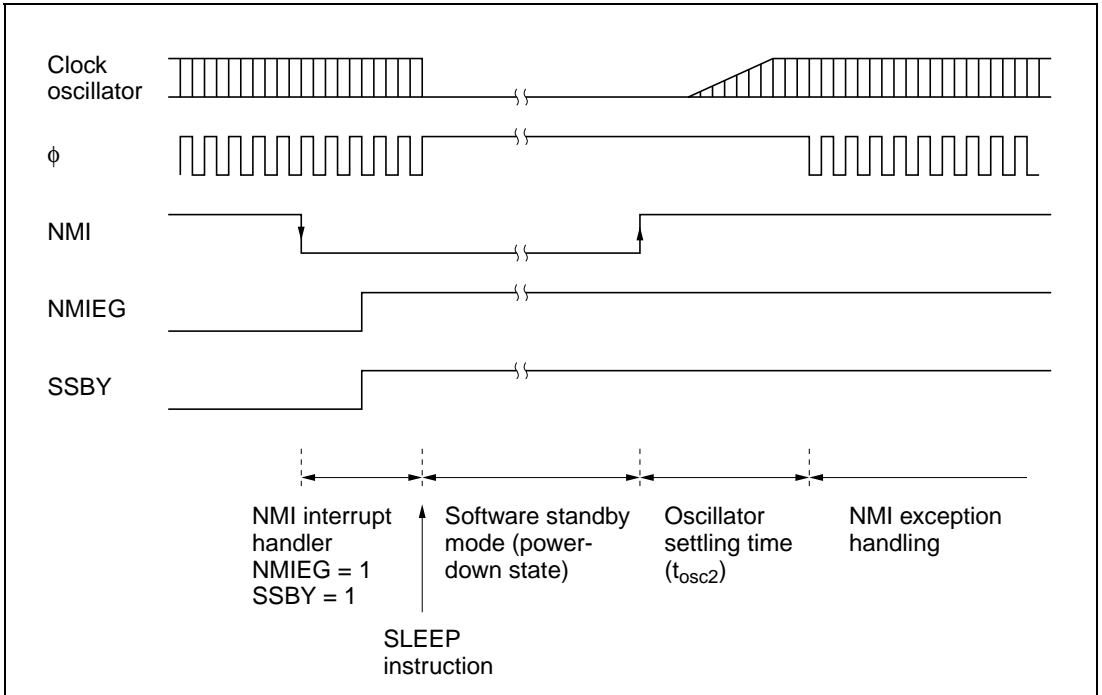 Clock
oscillator
ϕ
NMI
NMIEG
SSBY
NMI interrupt
handler
NMIEG = 1
SSBY = 1
Software standby
mode (power-
down state)
Oscillator
settling time
(tosc2)
NMI exception
handling
SLEEP
instruction